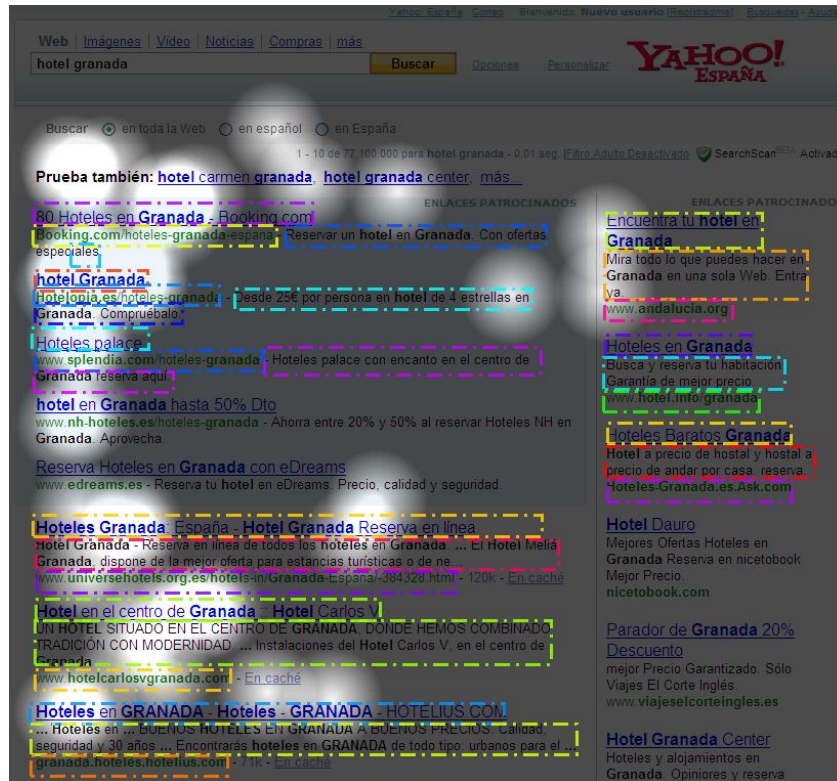 Yahoo! España Correo Bienvenido, Nuevo usuario [Registrarme] Búsquedas - Ayuda
Web | Imágenes | Vídeo | Noticias | Compras | más
hotel granada Buscar Opciones Personalizar
YAHOO! ESPAÑA
Buscar en toda la Web en español en España
1 - 10 de 77.100.000 para hotel granada - 0.01 seg. |Filtro Adulto Desactivado SearchScan BETA Activad
Prueba también: hotel carmen granada, hotel granada center, más...
ENLACES PATROCINADOS
80 Hoteles en Granada - Booking.com
Booking.com/hoteles-granada-espana - Reservar un hotel en Granada. Con ofertas
especiales.
hotel Granada
Hotelopia.es/hoteles-granada - Desde 25€ por persona en hotel de 4 estrellas en
Granada. Compruébalo.
Hoteles palace
www.splendia.com/hoteles-granada - Hoteles palace con encanto en el centro de
Granada reserva aquí.
hotel en Granada hasta 50% Dto
www.nh-hoteles.es/hoteles-granada - Ahorra entre 20% y 50% al reservar Hoteles NH en
Granada. Aprovecha.
Reserva Hoteles en Granada con eDreams
www.edreams.es - Reserva tu hotel en eDreams. Precio, calidad y seguridad.
Hoteles Granada: España - Hotel Granada Reserva en línea
Hotel Granada - Reserva en línea de todos los hoteles en Granada. ... El Hotel Meliá
Granada, dispone de la mejor oferta para estancias turísticas o de ne...
www.universehotels.org.es/hotels-in/Granada-Espana/-384328.html - 120k - En caché
Hotel en el centro de Granada :: Hotel Carlos V
UN HOTEL SITUADO EN EL CENTRO DE GRANADA, DONDE HEMOS COMBINADO
TRADICIÓN CON MODERNIDAD. ... Instalaciones del Hotel Carlos V, en el centro de
Granada
www.hotelcarlosvgranada.com - En caché
Hoteles en GRANADA - Hoteles - GRANADA - HOTELIUS.COM
... Hoteles en ... BUENOS HOTELES EN GRANADA A BUENOS PRECIOS. Calidad,
seguridad y 30 años ... Encontrarás hoteles en GRANADA de todo tipo: urbanos para el ...
granada.hoteles.hotelius.com - 71k - En caché
ENLACES PATROCINADO
Encuentra tu hotel en
Granada
Mira todo lo que puedes hacer en
Granada en una sola Web. Entra
ya.
www.andalucia.org
Hoteles en Granada
Busca y reserva tu habitación
Garantía de mejor precio.
www.hotel.info/granada
Hoteles Baratos Granada
Hotel a precio de hostal y hostal a
precio de andar por casa. reserva.
Hoteles-Granada.es.Ask.com
Hotel Dauro
Mejores Ofertas Hoteles en
Granada Reserva en nicetobook
Mejor Precio.
nicetobook.com
Parador de Granada 20%
Descuento
mejor Precio Garantizado. Sólo
Viajes El Corte Inglés.
www.viajeselcorteingles.es
Hotel Granada Center
Hoteles y alojamientos en
Granada. Opiniones y reserva